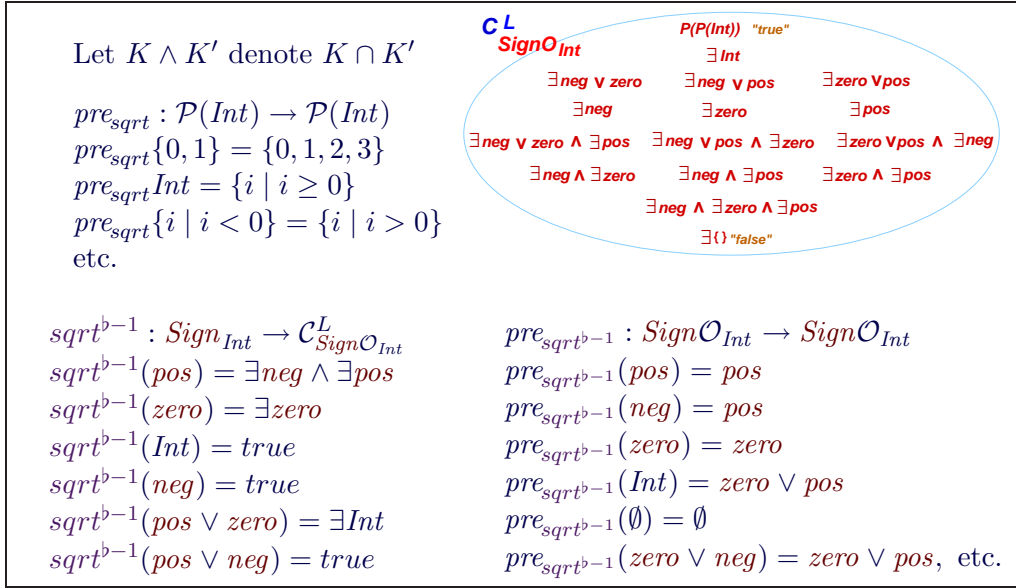 Let K ∧ K′ denote K ∩ K′
pre_sqrt : 𝒫(Int) → 𝒫(Int)
pre_sqrt{0, 1} = {0, 1, 2, 3}
pre_sqrt Int = {i | i ≥ 0}
pre_sqrt{i | i < 0} = {i | i > 0}
etc.
C^L_SignO_Int
P(P(Int)) "true"
∃ Int
∃ neg ∨ zero ∃ neg ∨ pos ∃ zero ∨ pos
∃ neg ∃ zero ∃ pos
∃ neg ∨ zero ∧ ∃ pos ∃ neg ∨ pos ∧ ∃ zero ∃ zero ∨ pos ∧ ∃ neg
∃ neg ∧ ∃ zero ∃ neg ∧ ∃ pos ∃ zero ∧ ∃ pos
∃ neg ∧ ∃ zero ∧ ∃ pos
∃ { } "false"
sqrt^♭−1 : Sign_Int → 𝒞^L_Sign𝒪_Int
sqrt^♭−1(pos) = ∃neg ∧ ∃pos
sqrt^♭−1(zero) = ∃zero
sqrt^♭−1(Int) = true
sqrt^♭−1(neg) = true
sqrt^♭−1(pos ∨ zero) = ∃Int
sqrt^♭−1(pos ∨ neg) = true
pre_sqrt^♭−1 : Sign𝒪_Int → Sign𝒪_Int
pre_sqrt^♭−1(pos) = pos
pre_sqrt^♭−1(neg) = pos
pre_sqrt^♭−1(zero) = zero
pre_sqrt^♭−1(Int) = zero ∨ pos
pre_sqrt^♭−1(∅) = ∅
pre_sqrt^♭−1(zero ∨ neg) = zero ∨ pos, etc.